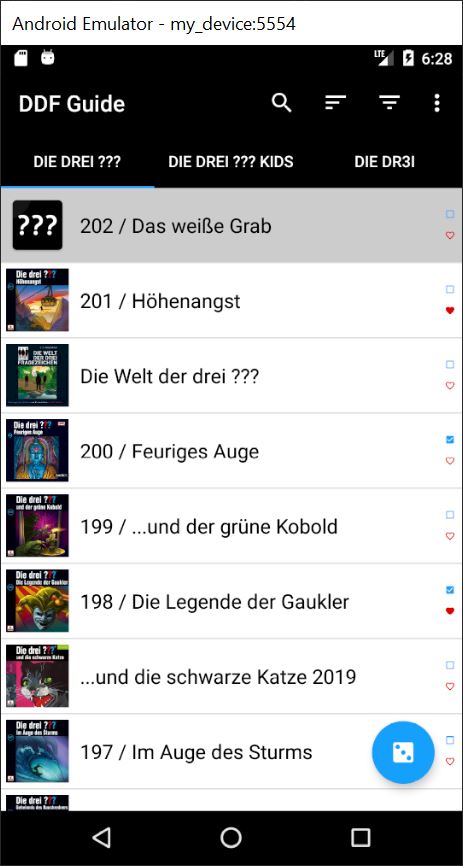 Android Emulator - my_device:5554
LTE 6:28
DDF Guide
DIE DREI ??? DIE DREI ??? KIDS DIE DR3I
???
202 / Das weiße Grab
Die drei ???
Höhenangst
201 / Höhenangst
DIE WELT
DER DREI
FRAGEZEICHEN
Die Welt der drei ???
Die drei ???
Feuriges Auge
200 / Feuriges Auge
Die drei ???
und der grüne Kobold
199 / ...und der grüne Kobold
Die drei ???
Die Legende der Gaukler
198 / Die Legende der Gaukler
Die drei ???
und die schwarze Katze
...und die schwarze Katze 2019
Die drei ???
Im Auge des Sturms
197 / Im Auge des Sturms
Die drei ???